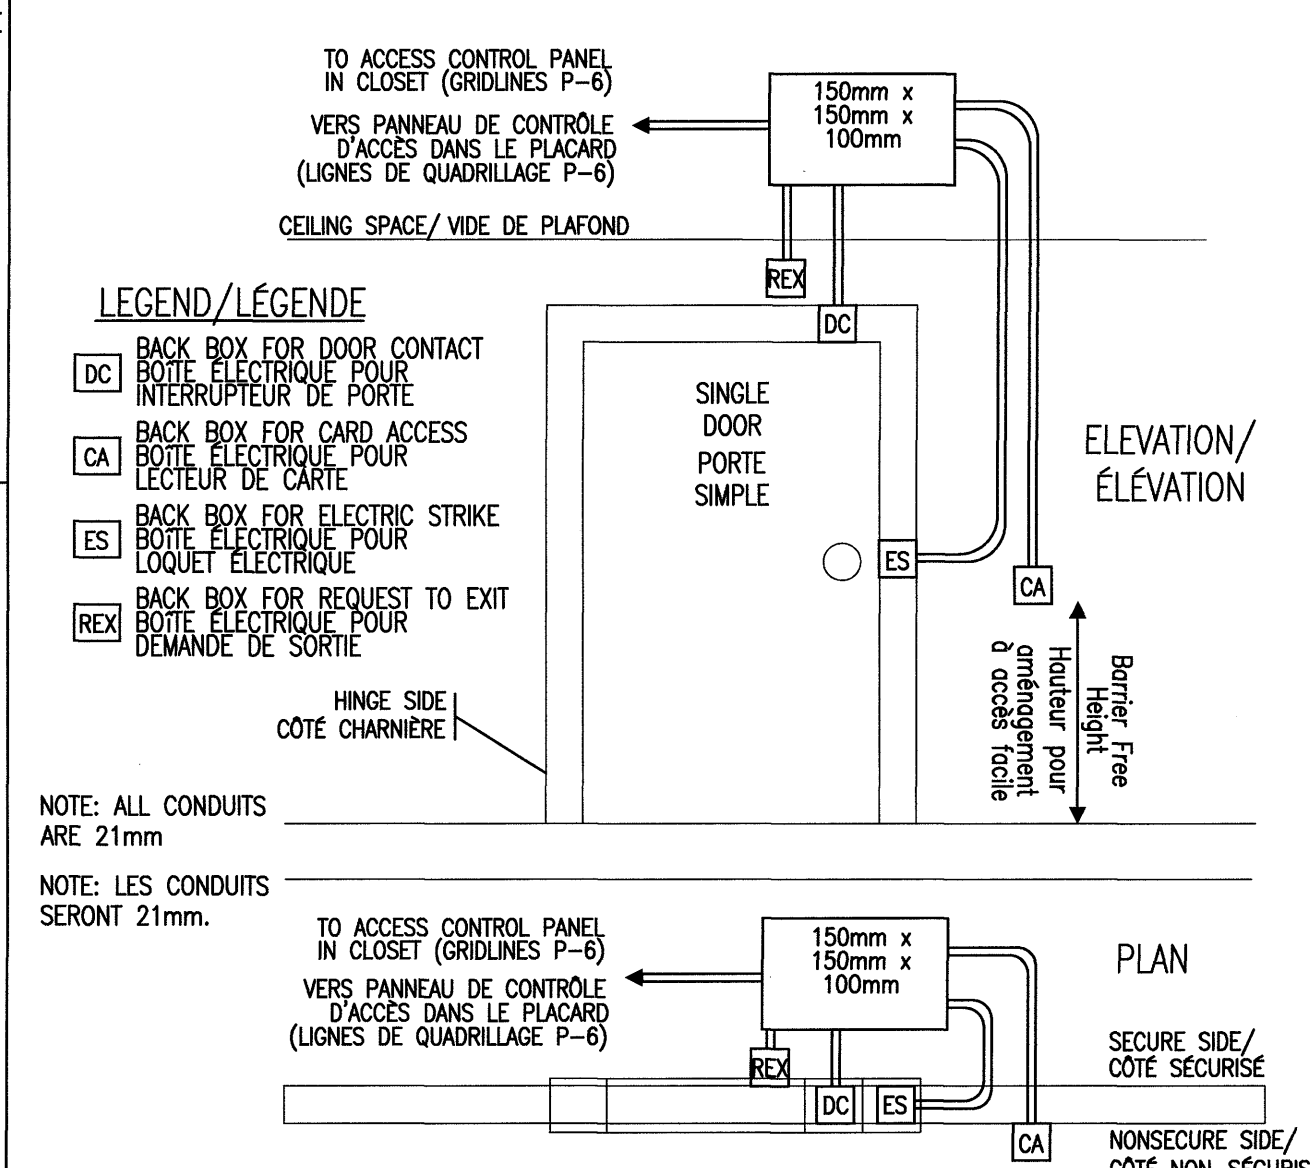 TO ACCESS CONTROL PANEL
IN CLOSET (GRIDLINES P-6)
VERS PANNEAU DE CONTRÔLE
D'ACCÈS DANS LE PLACARD
(LIGNES DE QUADRILLAGE P-6)
150mm x
150mm x
100mm
CEILING SPACE/ VIDE DE PLAFOND
REX
DC
LEGEND/LÉGENDE
DC
BACK BOX FOR DOOR CONTACT
BOÎTE ÉLECTRIQUE POUR
INTERRUPTEUR DE PORTE
CA
BACK BOX FOR CARD ACCESS
BOÎTE ÉLECTRIQUE POUR
LECTEUR DE CARTE
ES
BACK BOX FOR ELECTRIC STRIKE
BOÎTE ÉLECTRIQUE POUR
LOQUET ÉLECTRIQUE
REX
BACK BOX FOR REQUEST TO EXIT
BOÎTE ÉLECTRIQUE POUR
DEMANDE DE SORTIE
SINGLE
DOOR
PORTE
SIMPLE
ELEVATION/
ÉLÉVATION
ES
CA
Barrier Free
Height
Hauteur pour
aménagement
à accès facile
HINGE SIDE
CÔTÉ CHARNIÈRE
NOTE: ALL CONDUITS
ARE 21mm
NOTE: LES CONDUITS
SERONT 21mm.
TO ACCESS CONTROL PANEL
IN CLOSET (GRIDLINES P-6)
VERS PANNEAU DE CONTRÔLE
D'ACCÈS DANS LE PLACARD
(LIGNES DE QUADRILLAGE P-6)
150mm x
150mm x
100mm
PLAN
REX
DC
ES
CA
SECURE SIDE/
CÔTÉ SÉCURISÉ
NONSECURE SIDE/
CÔTÉ NON SÉCURIS